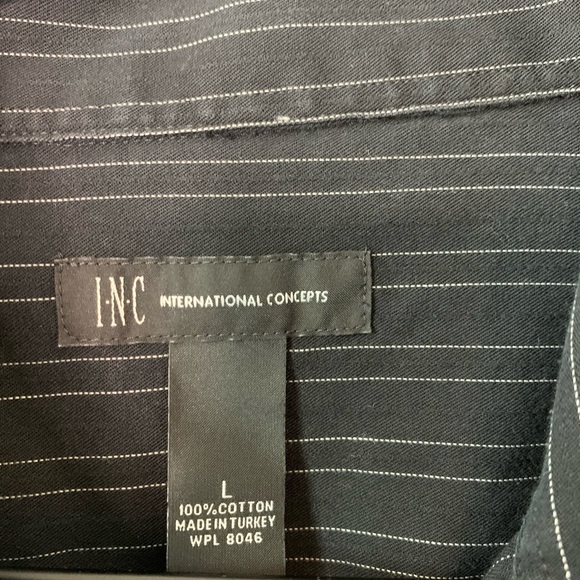 I·N·C INTERNATIONAL CONCEPTS
L
100% COTTON
MADE IN TURKEY
WPL 8046